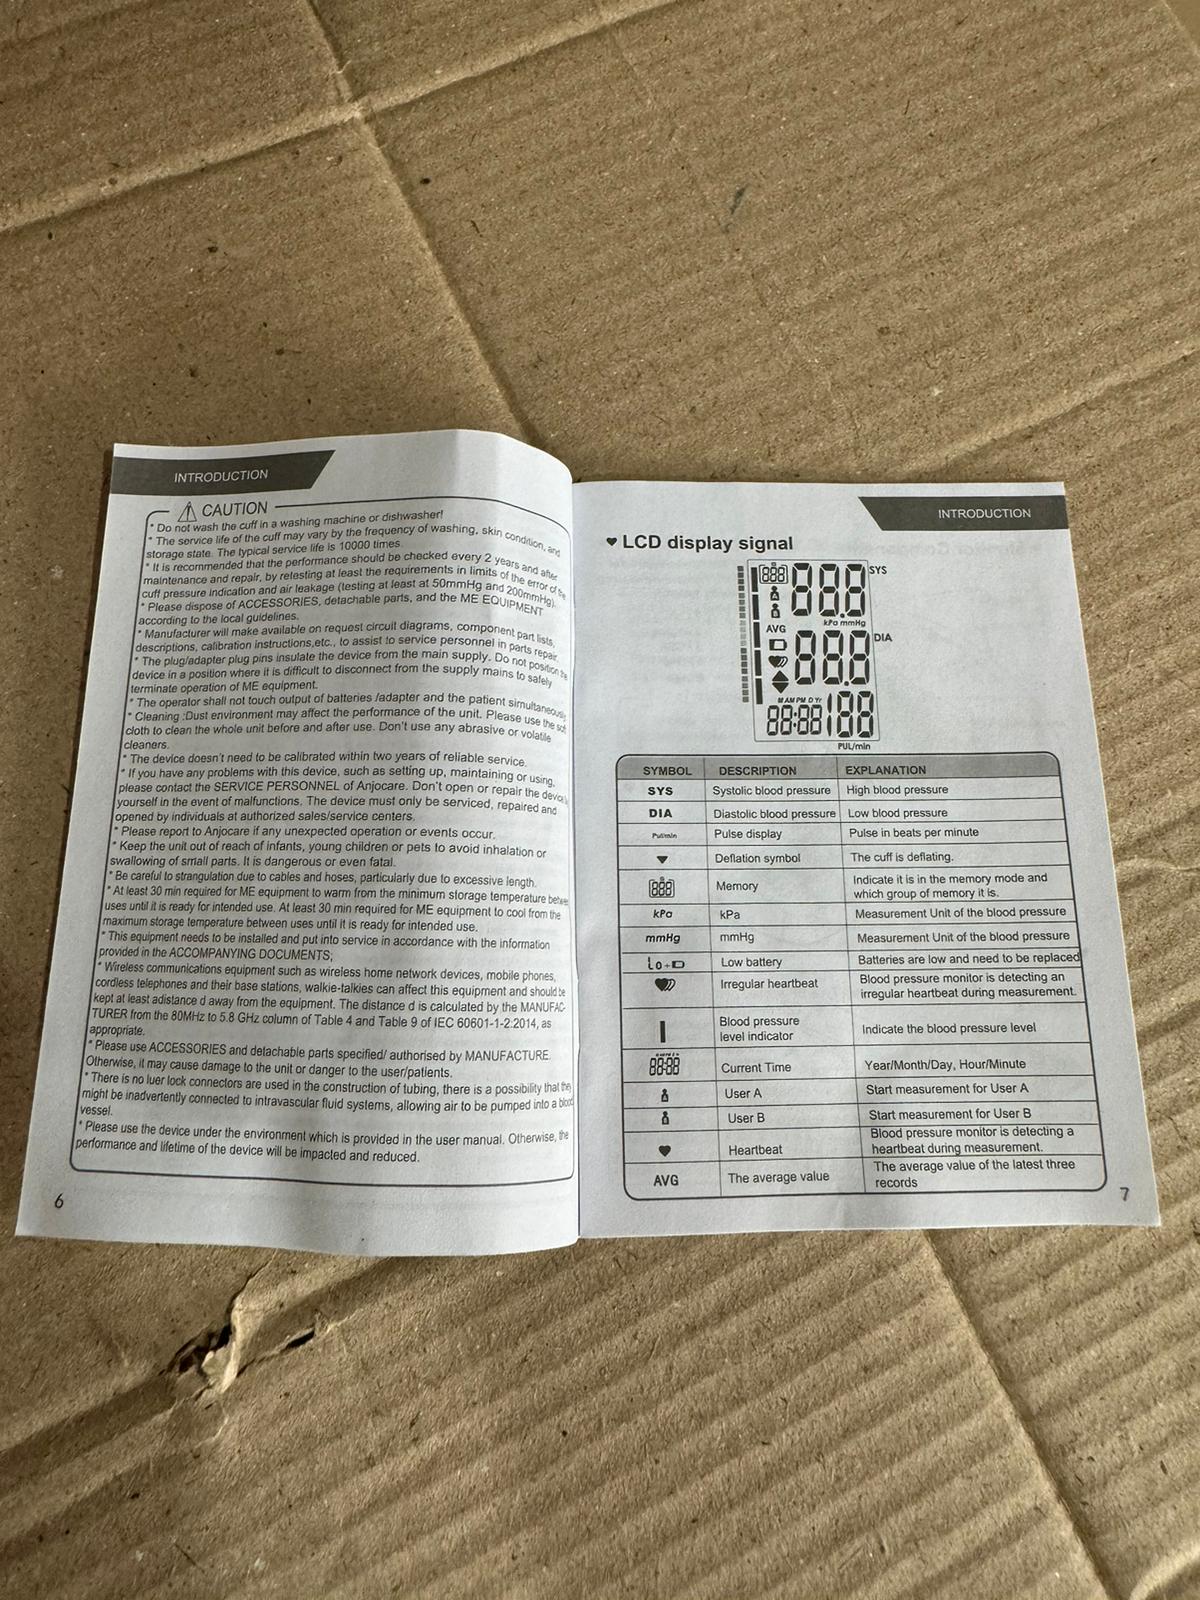 INTRODUCTION
CAUTION
* Do not wash the cuff in a washing machine or dishwasher!
* The service life of the cuff may vary by the frequency of washing, skin condition, and
storage state. The typical service life is 10000 times.
* It is recommended that the performance should be checked every 2 years and after
maintenance and repair, by retesting at least the requirements in limits of the error of the
cuff pressure indication and air leakage (testing at least at 50mmHg and 200mmHg).
* Please dispose of ACCESSORIES, detachable parts, and the ME EQUIPMENT
according to the local guidelines.
* Manufacturer will make available on request circuit diagrams, component part lists,
descriptions, calibration instructions,etc., to assist to service personnel in parts repair.
* The plug/adapter plug pins insulate the device from the main supply. Do not position the
device in a position where it is difficult to disconnect from the supply mains to safely
terminate operation of ME equipment.
* The operator shall not touch output of batteries /adapter and the patient simultaneously
* Cleaning :Dust environment may affect the performance of the unit. Please use the soft
cloth to clean the whole unit before and after use. Don't use any abrasive or volatile
cleaners.
* The device doesn't need to be calibrated within two years of reliable service.
* If you have any problems with this device, such as setting up, maintaining or using,
please contact the SERVICE PERSONNEL of Anjocare. Don't open or repair the device
yourself in the event of malfunctions. The device must only be serviced, repaired and
opened by individuals at authorized sales/service centers.
* Please report to Anjocare if any unexpected operation or events occur.
* Keep the unit out of reach of infants, young children or pets to avoid inhalation or
swallowing of small parts. It is dangerous or even fatal.
* Be careful to strangulation due to cables and hoses, particularly due to excessive length.
* At least 30 min required for ME equipment to warm from the minimum storage temperature between
uses until it is ready for intended use. At least 30 min required for ME equipment to cool from the
maximum storage temperature between uses until it is ready for intended use.
* This equipment needs to be installed and put into service in accordance with the information
provided in the ACCOMPANYING DOCUMENTS;
* Wireless communications equipment such as wireless home network devices, mobile phones,
cordless telephones and their base stations, walkie-talkies can affect this equipment and should be
kept at least adistance d away from the equipment. The distance d is calculated by the MANUFAC-
TURER from the 80MHz to 5.8 GHz column of Table 4 and Table 9 of IEC 60601-1-2:2014, as
appropriate.
* Please use ACCESSORIES and detachable parts specified/ authorised by MANUFACTURE.
Otherwise, it may cause damage to the unit or danger to the user/patients.
* There is no luer lock connectors are used in the construction of tubing, there is a possibility that they
might be inadvertently connected to intravascular fluid systems, allowing air to be pumped into a blood
vessel.
* Please use the device under the environment which is provided in the user manual. Otherwise, the
performance and lifetime of the device will be impacted and reduced.
6
INTRODUCTION
♥ LCD display signal
888 888 SYS
kPa mmHg
AVG
888 DIA
M AM PM D Yr
88:88 188
PUL/min
SYMBOL DESCRIPTION EXPLANATION
SYS Systolic blood pressure High blood pressure
DIA Diastolic blood pressure Low blood pressure
Pul/min Pulse display Pulse in beats per minute
▼ Deflation symbol The cuff is deflating.
888 Memory Indicate it is in the memory mode and
which group of memory it is.
kPa kPa Measurement Unit of the blood pressure
mmHg mmHg Measurement Unit of the blood pressure
Lo+ Low battery Batteries are low and need to be replaced
Irregular heartbeat Blood pressure monitor is detecting an
irregular heartbeat during measurement.
Blood pressure
level indicator Indicate the blood pressure level
88:88 Current Time Year/Month/Day, Hour/Minute
User A Start measurement for User A
User B Start measurement for User B
♥ Heartbeat Blood pressure monitor is detecting a
heartbeat during measurement.
AVG The average value The average value of the latest three
records
7